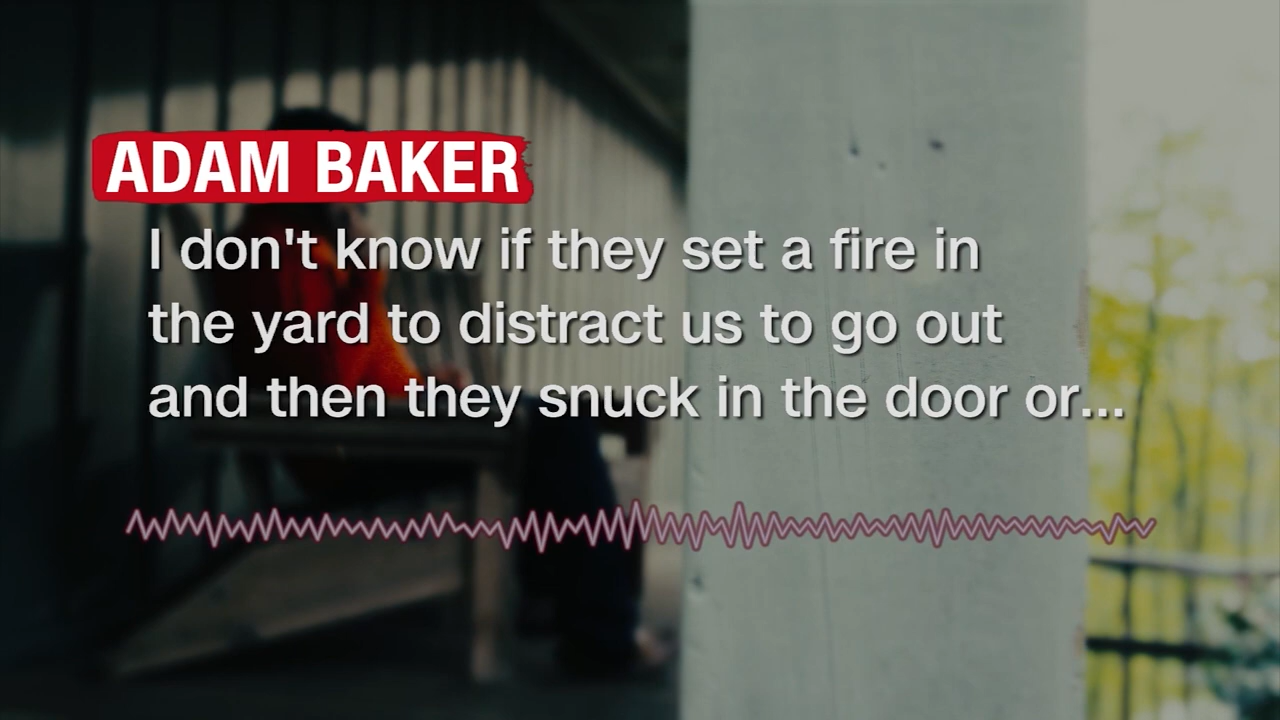 ADAM BAKER
I don't know if they set a fire in
the yard to distract us to go out
and then they snuck in the door or...